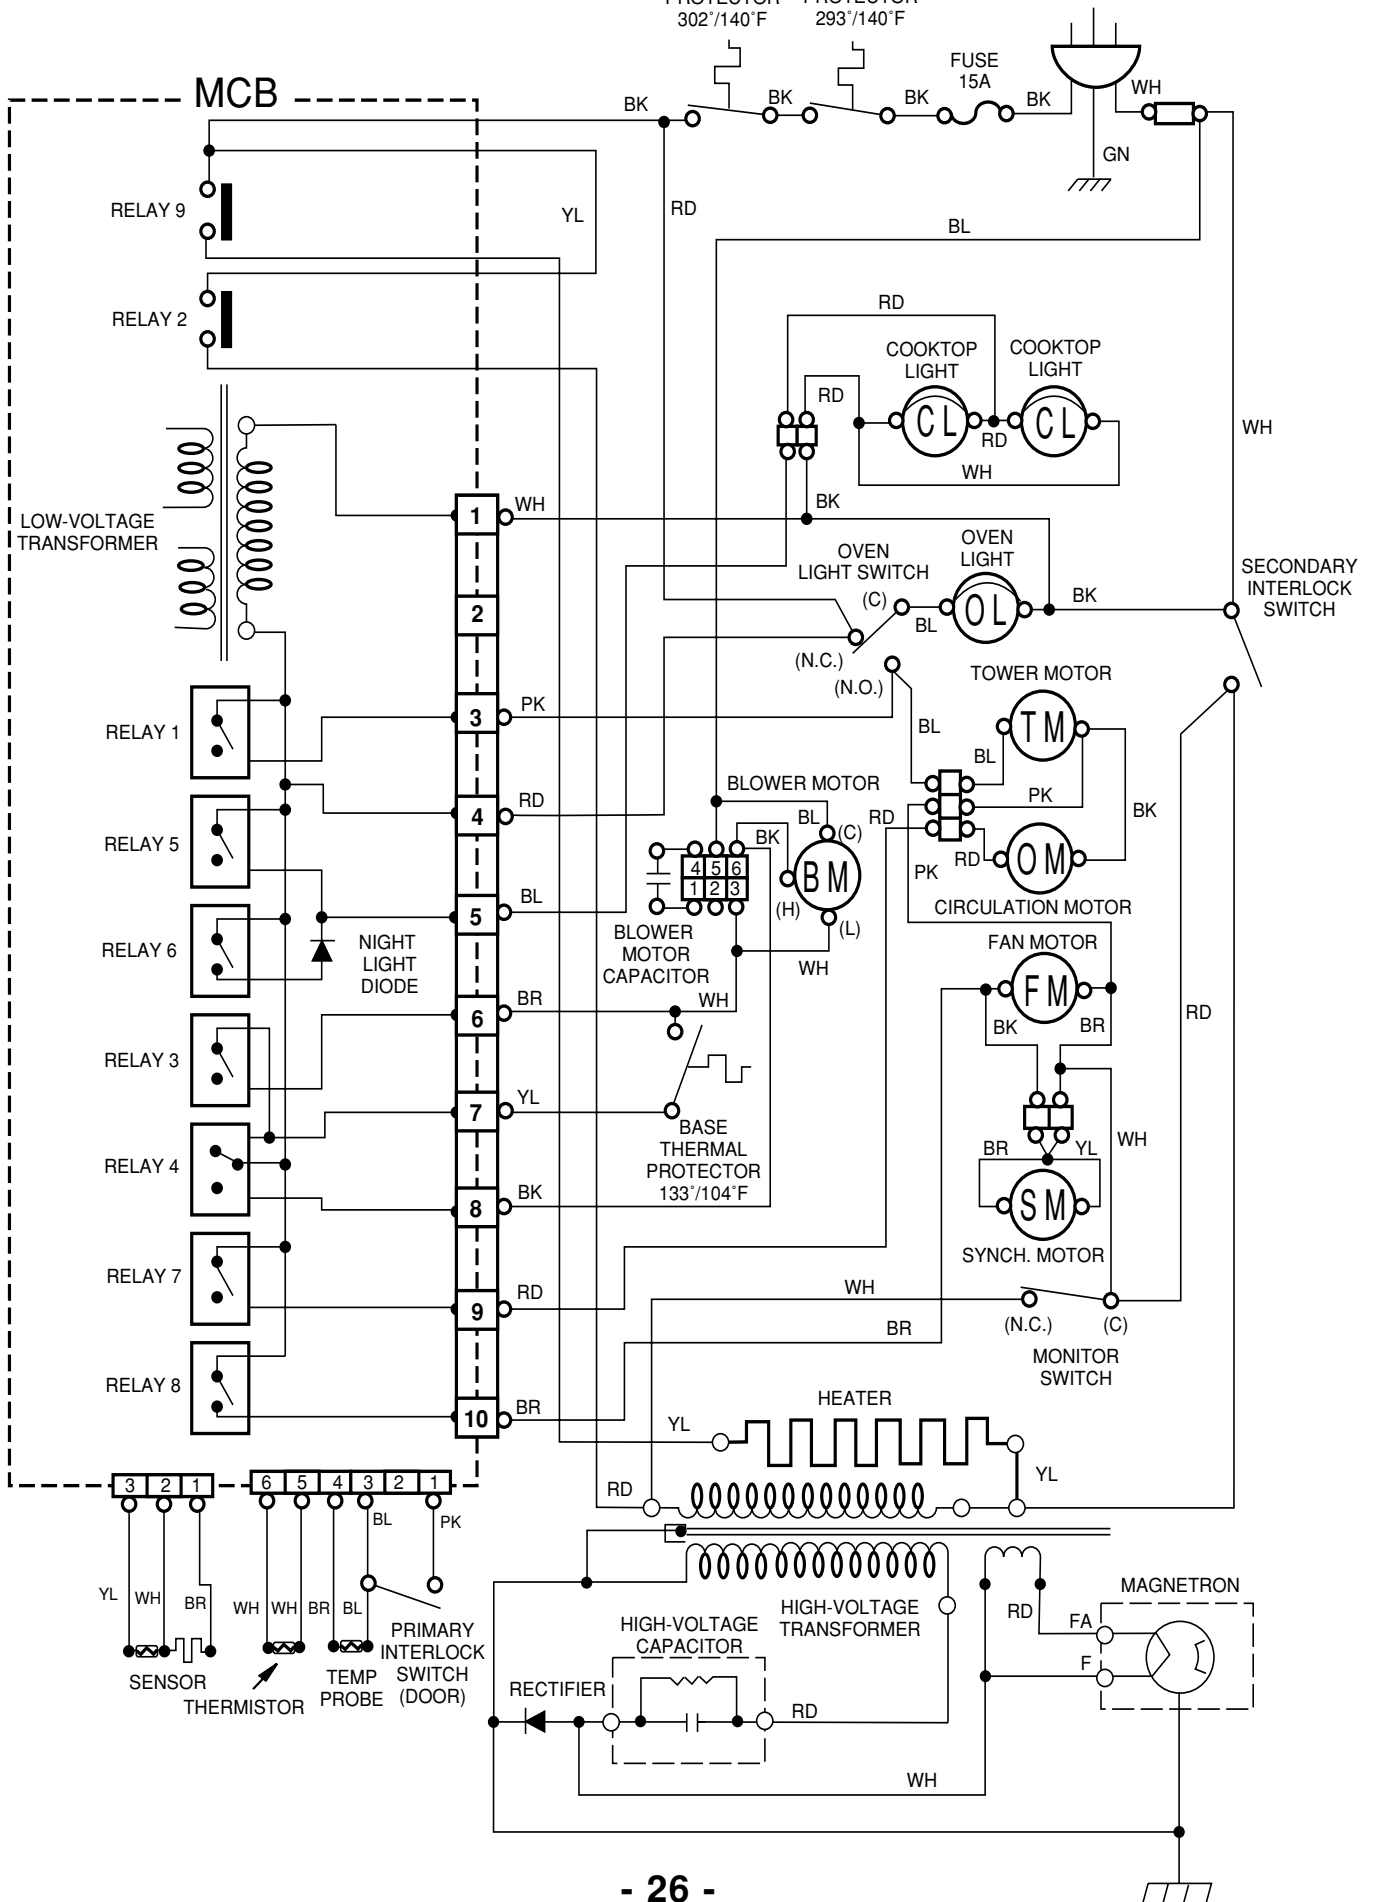 PROTECTOR PROTECTOR
302˚/140˚F 293˚/140˚F
FUSE
15A
MCB
BK
BK
BK
BK
WH
GN
RELAY 9
YL
RD
BL
RELAY 2
RD
COOKTOP
LIGHT
COOKTOP
LIGHT
RD
CL
RD
CL
WH
WH
LOW-VOLTAGE
TRANSFORMER
1
WH
BK
OVEN
LIGHT SWITCH
OVEN
LIGHT
(C)
OL
BL
BK
SECONDARY
INTERLOCK
SWITCH
2
(N.C.)
(N.O.)
TOWER MOTOR
RELAY 1
3
PK
BL
TM
BL
PK
BK
BLOWER MOTOR
RELAY 5
4
RD
BL
(C)
BK
RD
PK
RD
OM
4 5 6
1 2 3
BM
(H)
(L)
CIRCULATION MOTOR
RELAY 6
5
BL
NIGHT
LIGHT
DIODE
BLOWER
MOTOR
CAPACITOR
WH
FAN MOTOR
FM
BK
BR
RD
RELAY 3
6
BR
WH
RELAY 4
7
YL
BASE
THERMAL
PROTECTOR
133˚/104˚F
BR
YL
WH
SM
SYNCH. MOTOR
8
BK
RELAY 7
9
RD
WH
BR
(N.C.)
(C)
MONITOR
SWITCH
RELAY 8
10
BR
HEATER
YL
YL
RD
3 2 1
6 5 4 3 2 1
BL
PK
YL
WH
BR
WH
WH
BR
BL
SENSOR
THERMISTOR
TEMP
PROBE
PRIMARY
INTERLOCK
SWITCH
(DOOR)
HIGH-VOLTAGE
CAPACITOR
HIGH-VOLTAGE
TRANSFORMER
RD
MAGNETRON
FA
F
RECTIFIER
RD
WH
- 26 -